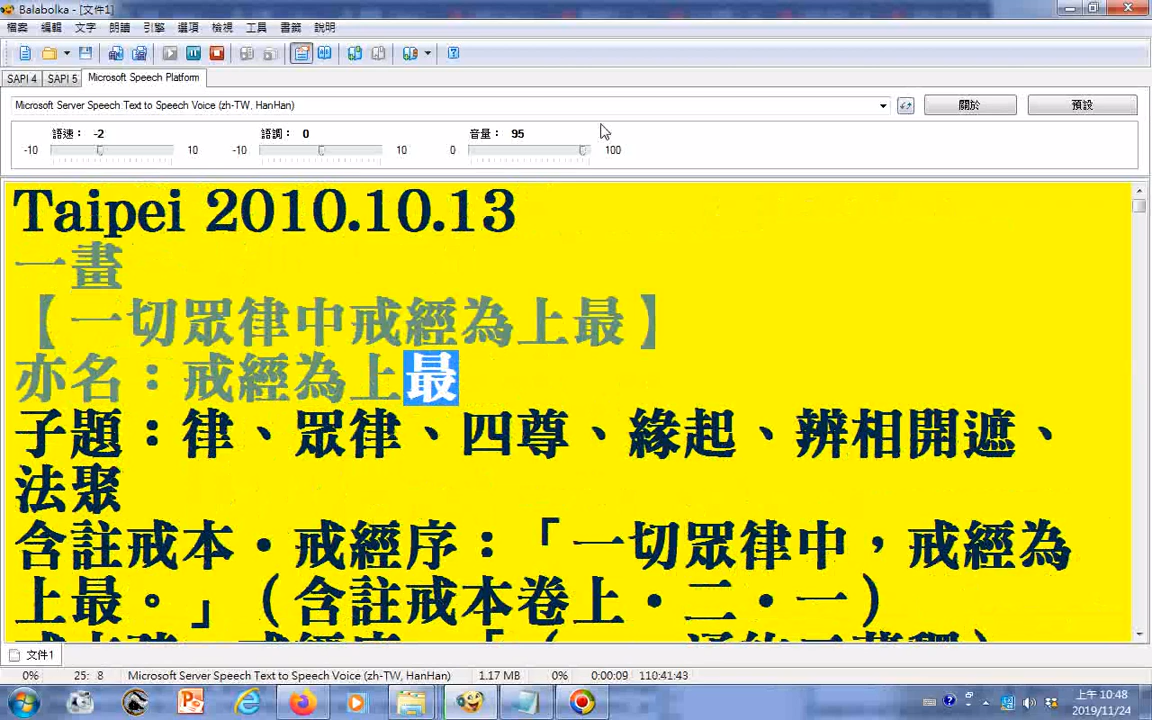 Balabolka - [文件1]
檔案 編輯 文字 朗讀 引擎 選項 檢視 工具 書籤 說明
SAPI 4 SAPI 5 Microsoft Speech Platform
Microsoft Server Speech Text to Speech Voice (zh-TW, HanHan) 關於 預設
語速： -2 語調： 0 音量： 95
-10 10 -10 10 0 100
Taipei 2010.10.13
一畫
【一切眾律中戒經為上最】
亦名：戒經為上最
子題：律、眾律、四尊、緣起、辨相開遮、
法聚
含註戒本‧戒經序：「一切眾律中，戒經為
上最。」（含註戒本卷上‧二‧一）
文件1
0% 25: 8 Microsoft Server Speech Text to Speech Voice (zh-TW, HanHan) 1.17 MB 0% 0:00:09 110:41:43
上午 10:48
2019/11/24